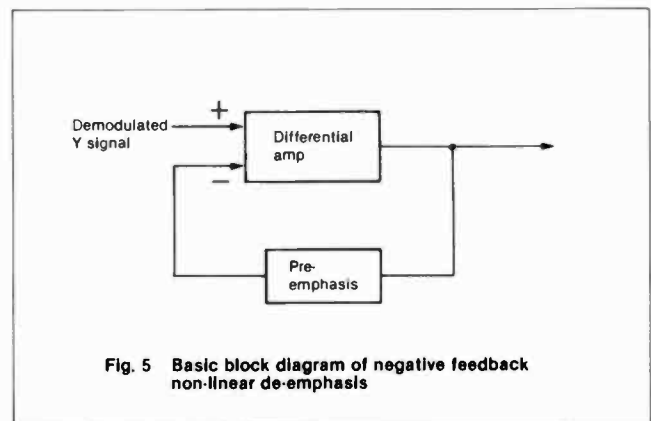 +
Demodulated
Y signal
Differential
amp
−
Pre-
emphasis
Fig. 5 Basic block diagram of negative feedback
non-linear de-emphasis